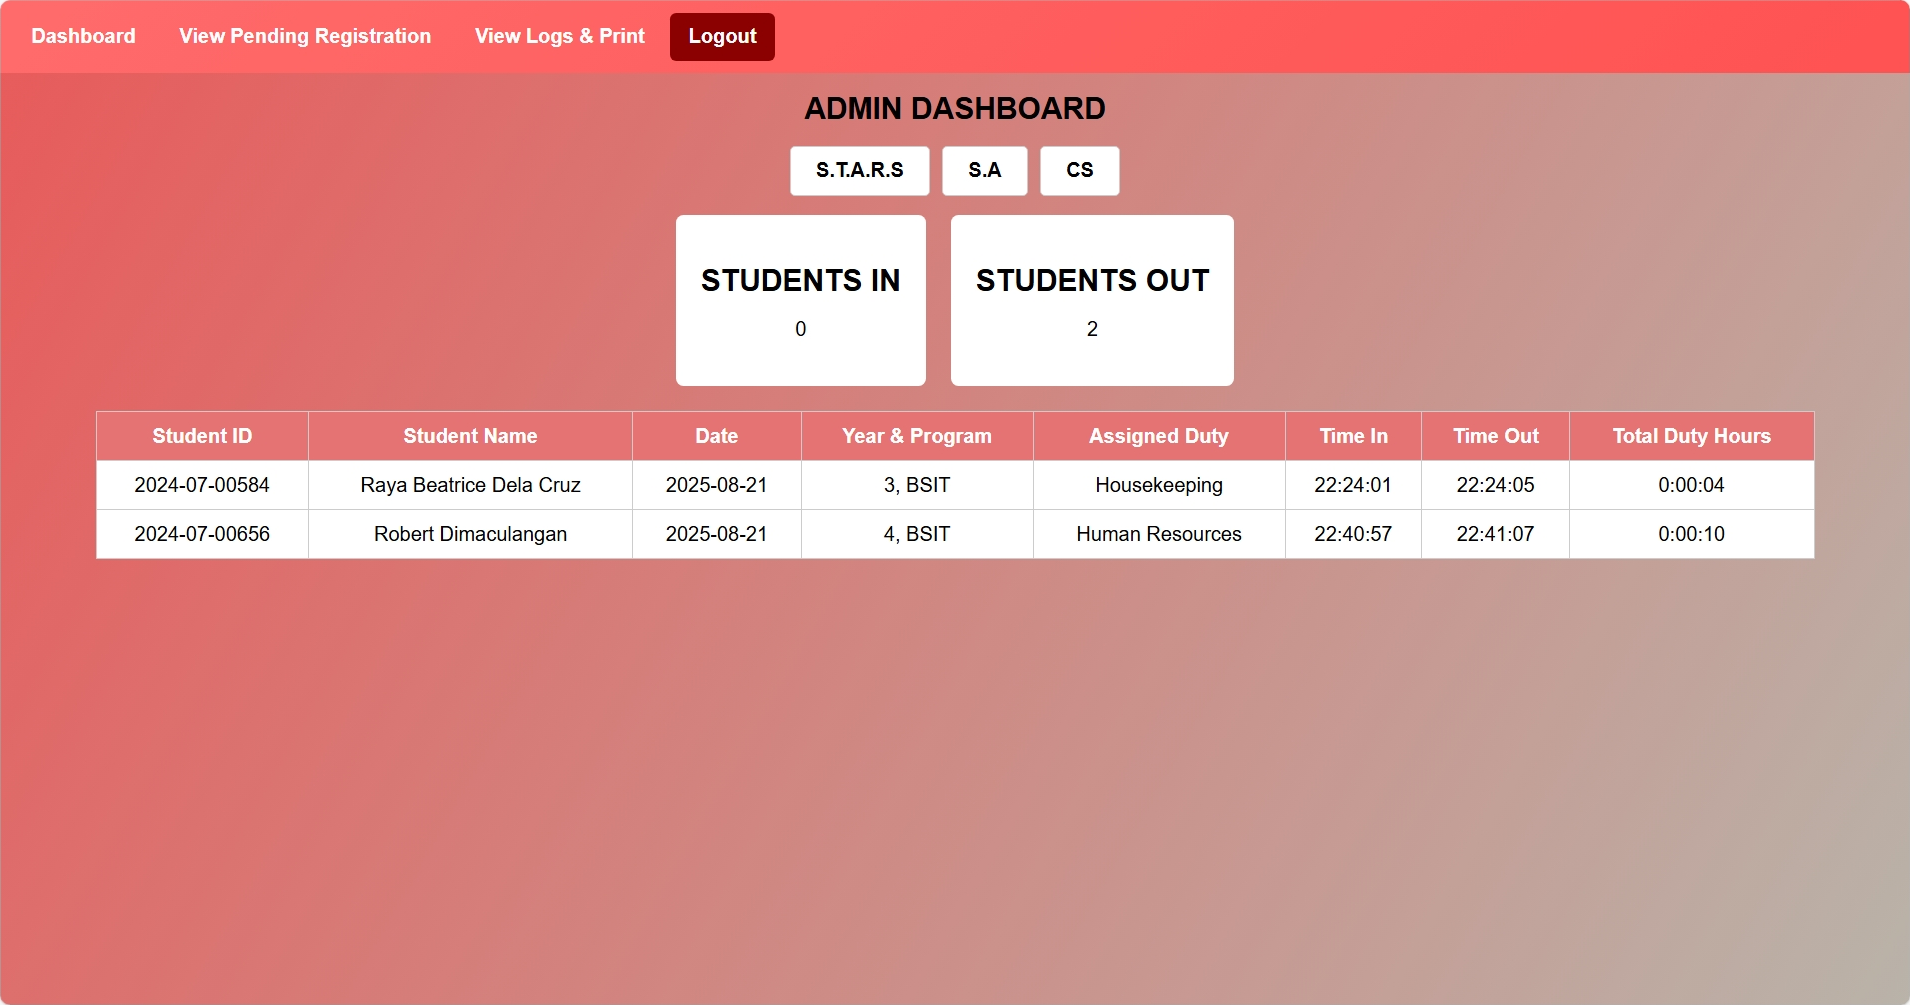 Dashboard View Pending Registration View Logs & Print Logout
ADMIN DASHBOARD
S.T.A.R.S S.A CS
STUDENTS IN STUDENTS OUT
0 2
Student ID Student Name Date Year & Program Assigned Duty Time In Time Out Total Duty Hours
2024-07-00584 Raya Beatrice Dela Cruz 2025-08-21 3, BSIT Housekeeping 22:24:01 22:24:05 0:00:04
2024-07-00656 Robert Dimaculangan 2025-08-21 4, BSIT Human Resources 22:40:57 22:41:07 0:00:10